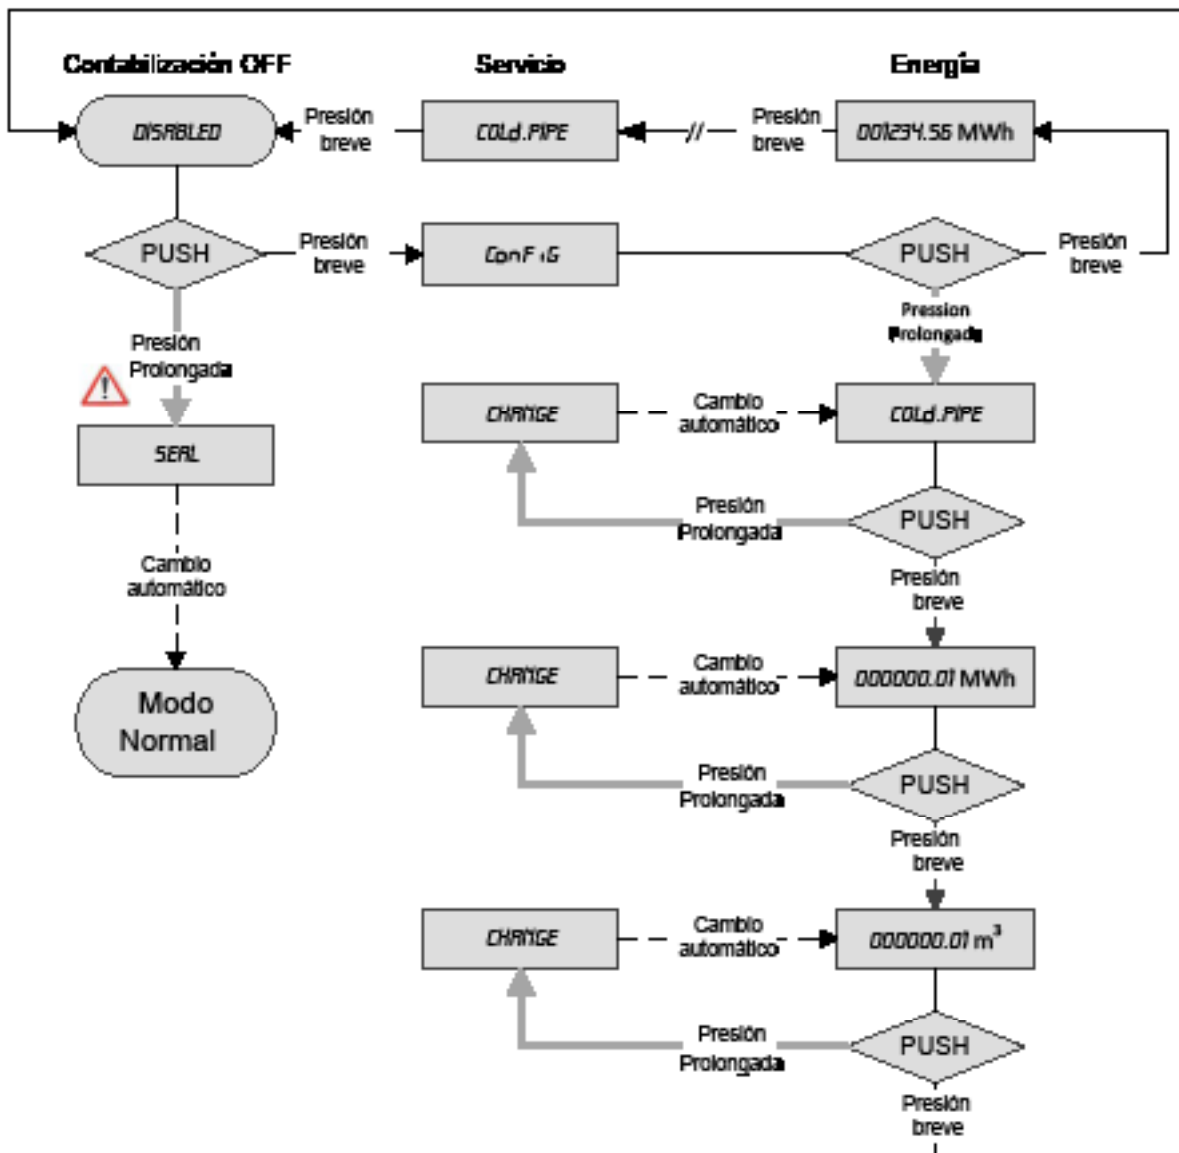 Contabilización OFF
Servicio
Energía
DISABLED
Presión
breve
COLd.PIPE
//
Presión
breve
001234.56 MWh
PUSH
Presión
breve
ConFiG
PUSH
Presión
breve
Presión
Prolongada
Pression
Prolongada
!
SEAL
CHANGE
Cambio
automático
COLd.PIPE
Presión
Prolongada
PUSH
Cambio
automático
Presión
breve
Modo
Normal
CHANGE
Cambio
automático
000000.01 MWh
Presión
Prolongada
PUSH
Presión
breve
CHANGE
Cambio
automático
000000.01 m³
Presión
Prolongada
PUSH
Presión
breve